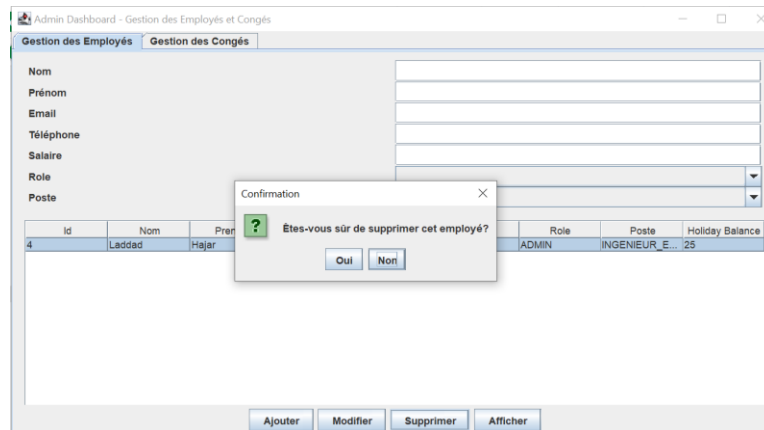 Admin Dashboard - Gestion des Employés et Congés
Gestion des Employés Gestion des Congés
Nom
Prénom
Email
Téléphone
Salaire
Role
Poste
Confirmation
Êtes-vous sûr de supprimer cet employé?
Oui Non
Id Nom Pren Role Poste Holiday Balance
4 Laddad Hajar ADMIN INGENIEUR_E... 25
Ajouter Modifier Supprimer Afficher